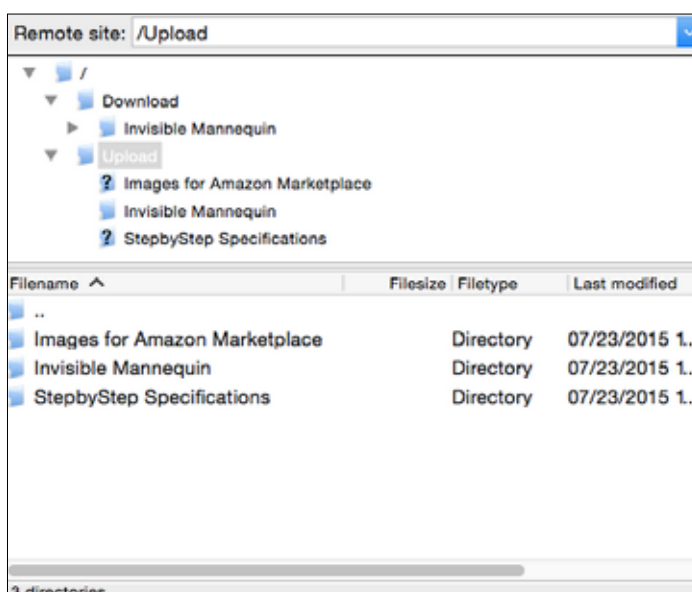 Remote site: /Upload
/
Download
Invisible Mannequin
Upload
? Images for Amazon Marketplace
Invisible Mannequin
? StepbyStep Specifications
Filename Filesize Filetype Last modified
..
Images for Amazon Marketplace Directory 07/23/2015 1..
Invisible Mannequin Directory 07/23/2015 1..
StepbyStep Specifications Directory 07/23/2015 1..
3 directories